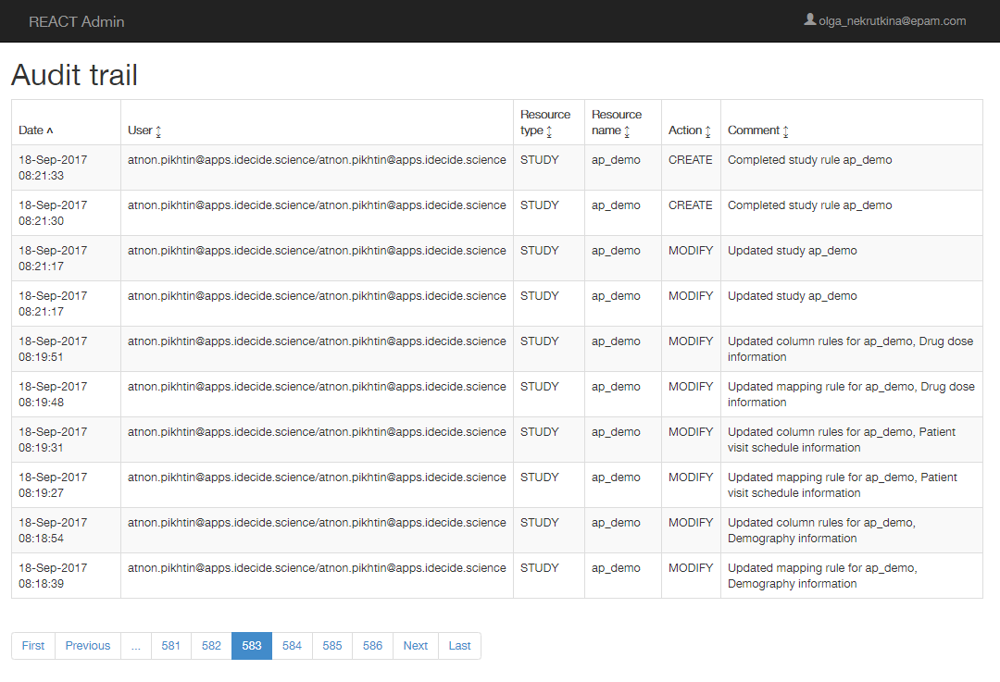 REACT Admin
olga_nekrutkina@epam.com
Audit trail
Date User Resource type Resource name Action Comment
18-Sep-2017 08:21:33 atnon.pikhtin@apps.idecide.science/atnon.pikhtin@apps.idecide.science STUDY ap_demo CREATE Completed study rule ap_demo
18-Sep-2017 08:21:30 atnon.pikhtin@apps.idecide.science/atnon.pikhtin@apps.idecide.science STUDY ap_demo CREATE Completed study rule ap_demo
18-Sep-2017 08:21:17 atnon.pikhtin@apps.idecide.science/atnon.pikhtin@apps.idecide.science STUDY ap_demo MODIFY Updated study ap_demo
18-Sep-2017 08:21:17 atnon.pikhtin@apps.idecide.science/atnon.pikhtin@apps.idecide.science STUDY ap_demo MODIFY Updated study ap_demo
18-Sep-2017 08:19:51 atnon.pikhtin@apps.idecide.science/atnon.pikhtin@apps.idecide.science STUDY ap_demo MODIFY Updated column rules for ap_demo, Drug dose information
18-Sep-2017 08:19:48 atnon.pikhtin@apps.idecide.science/atnon.pikhtin@apps.idecide.science STUDY ap_demo MODIFY Updated mapping rule for ap_demo, Drug dose information
18-Sep-2017 08:19:31 atnon.pikhtin@apps.idecide.science/atnon.pikhtin@apps.idecide.science STUDY ap_demo MODIFY Updated column rules for ap_demo, Patient visit schedule information
18-Sep-2017 08:19:27 atnon.pikhtin@apps.idecide.science/atnon.pikhtin@apps.idecide.science STUDY ap_demo MODIFY Updated mapping rule for ap_demo, Patient visit schedule information
18-Sep-2017 08:18:54 atnon.pikhtin@apps.idecide.science/atnon.pikhtin@apps.idecide.science STUDY ap_demo MODIFY Updated column rules for ap_demo, Demography information
18-Sep-2017 08:18:39 atnon.pikhtin@apps.idecide.science/atnon.pikhtin@apps.idecide.science STUDY ap_demo MODIFY Updated mapping rule for ap_demo, Demography information
First Previous ... 581 582 583 584 585 586 Next Last